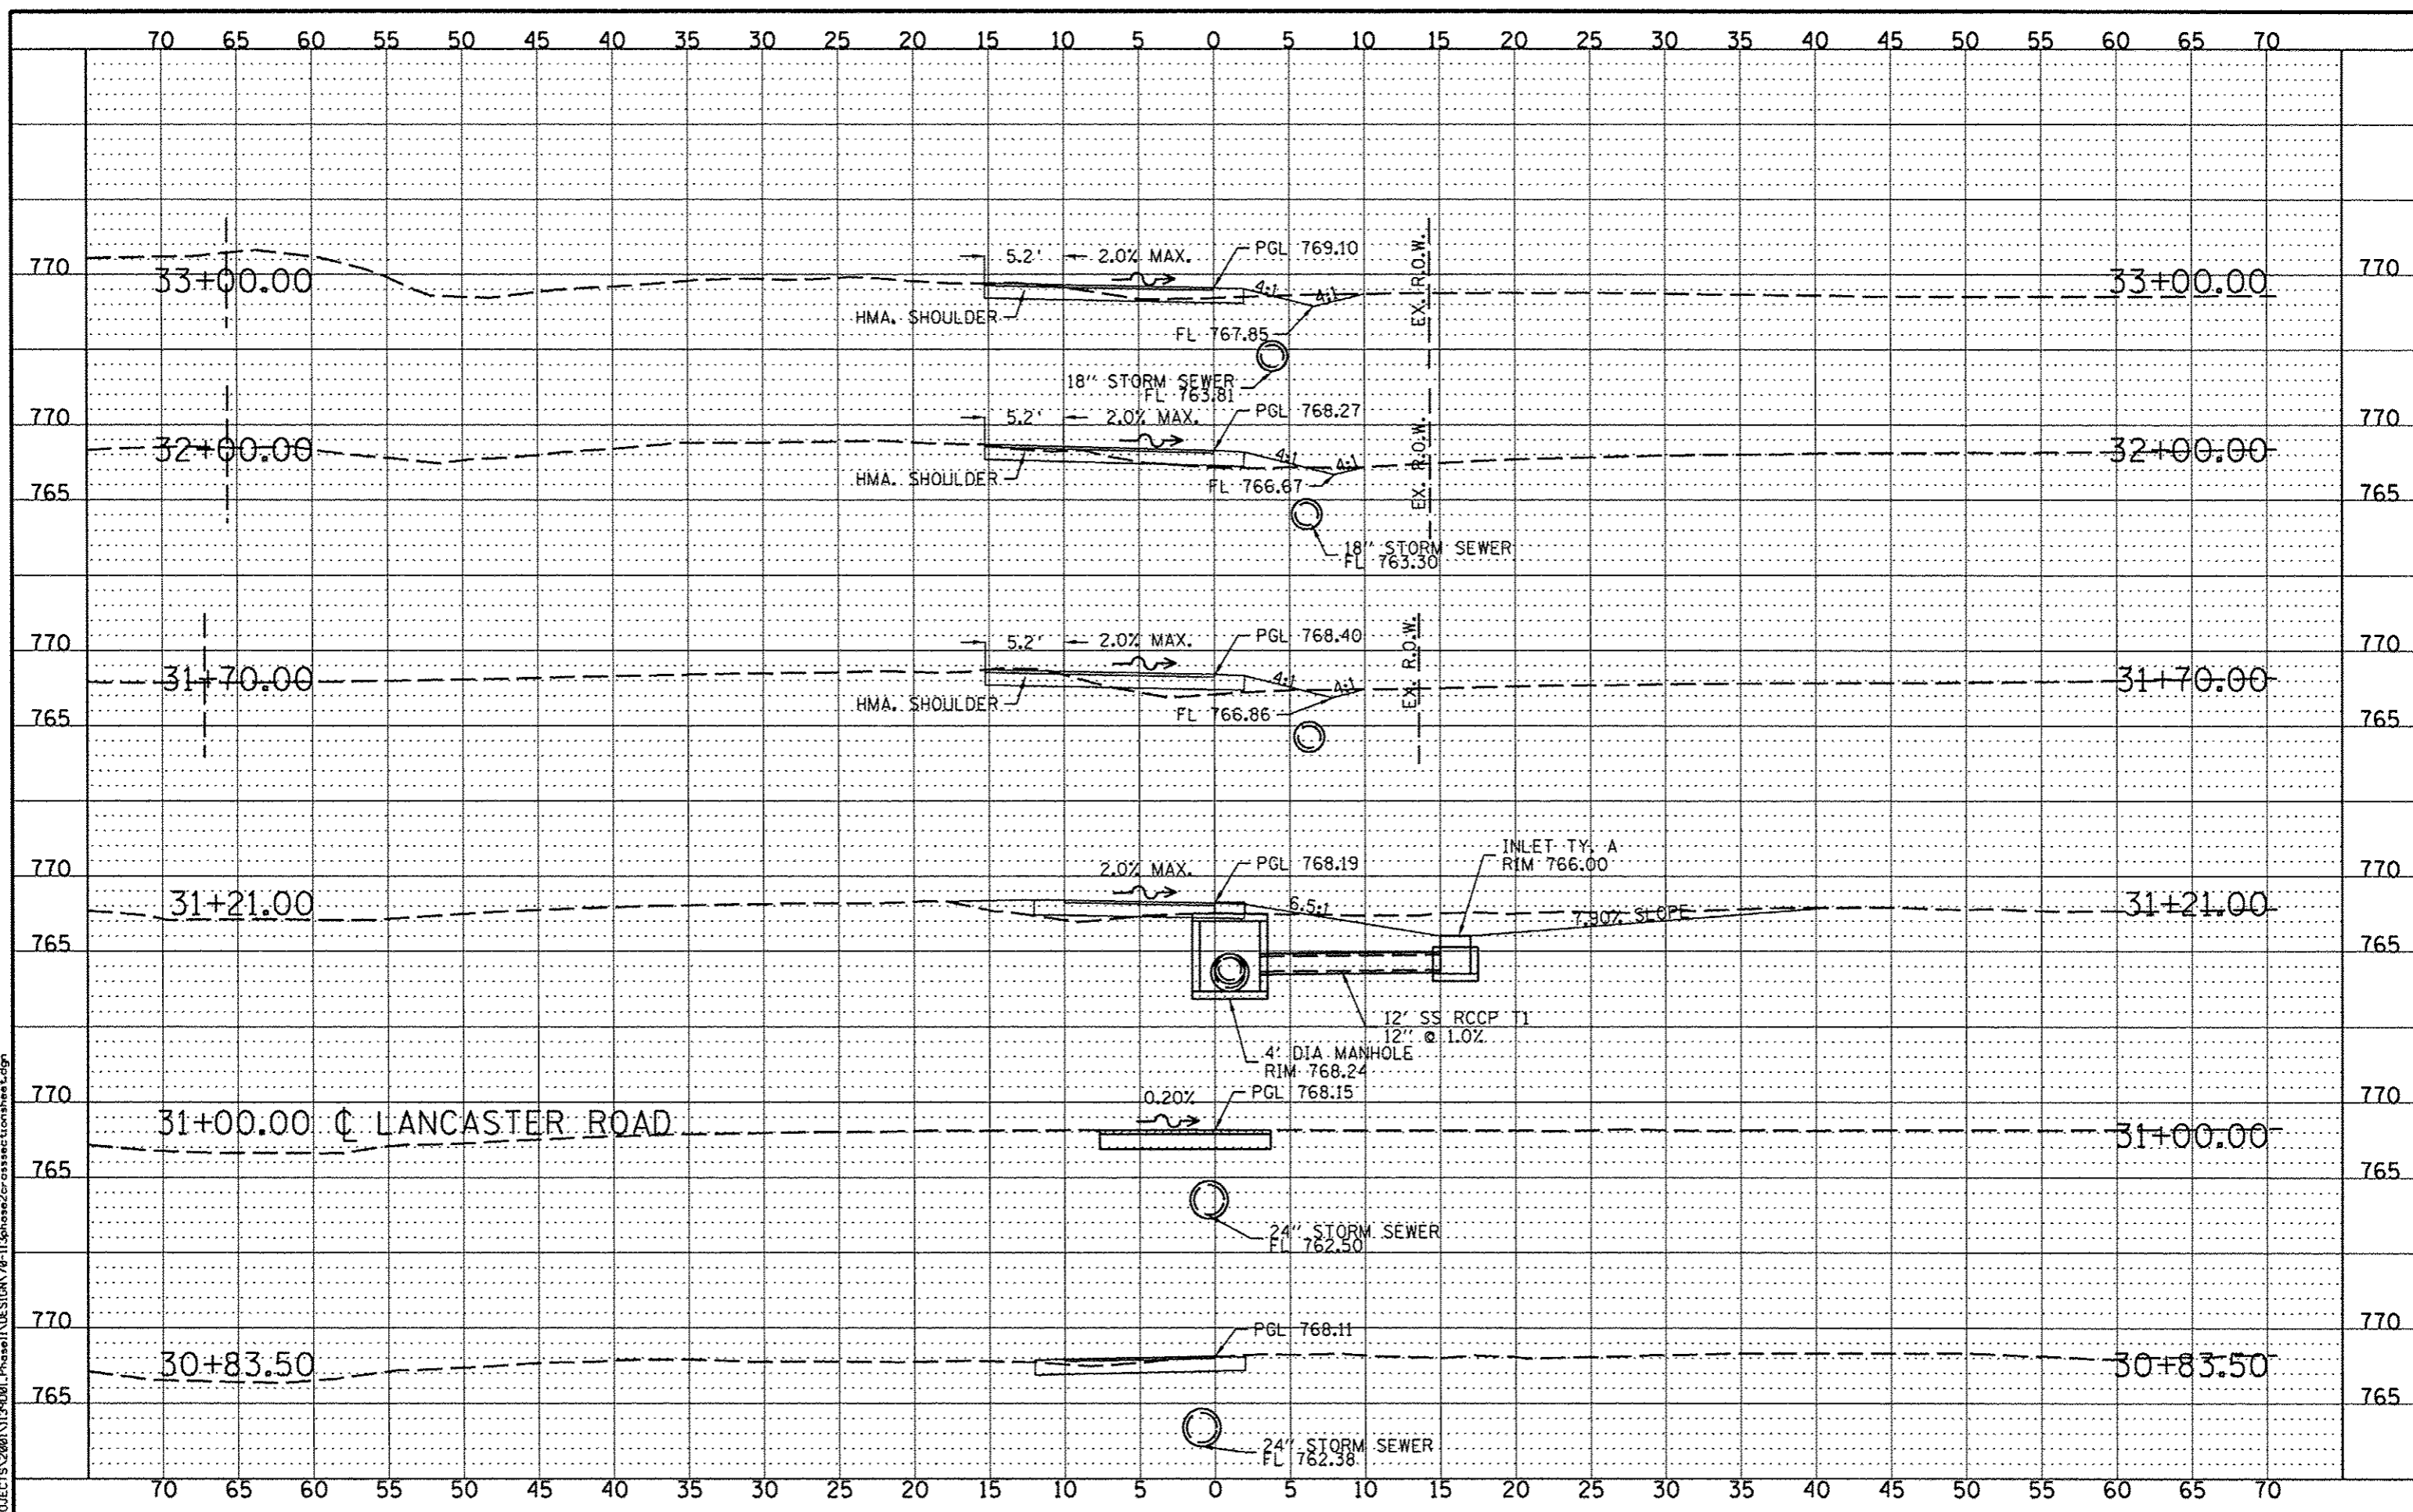 70 65 60 55 50 45 40 35 30 25 20 15 10 5 0 5 10 15 20 25 30 35 40 45 50 55 60 65 70
5.2' 2.0% MAX. PGL 769.10
770 33+00.00 4:1 4:1 EX. R.O.W. 33+00.00 770
HMA. SHOULDER
FL 767.85
18" STORM SEWER
FL 763.81
770 5.2' 2.0% MAX. PGL 768.27 770
32+00.00 4:1 4:1 EX. R.O.W. 32+00.00
HMA. SHOULDER
FL 766.67
765 765
18" STORM SEWER
FL 763.30
770 5.2' 2.0% MAX. PGL 768.40 770
31+70.00 4:1 4:1 EX. R.O.W. 31+70.00
HMA. SHOULDER
FL 766.86
765 765
INLET TY. A
RIM 766.00
770 2.0% MAX. PGL 768.19 770
31+21.00 6.5:1 7.90% SLOPE 31+21.00
765 765
12' SS RCCP T1
12" @ 1.0%
4' DIA MANHOLE
RIM 768.24
770 0.20% PGL 768.15 770
31+00.00 ℄ LANCASTER ROAD 31+00.00
765 765
24" STORM SEWER
FL 762.50
770 PGL 768.11 770
30+83.50 30+83.50
765 765
24" STORM SEWER
FL 762.38
70 65 60 55 50 45 40 35 30 25 20 15 10 5 0 5 10 15 20 25 30 35 40 45 50 55 60 65 70